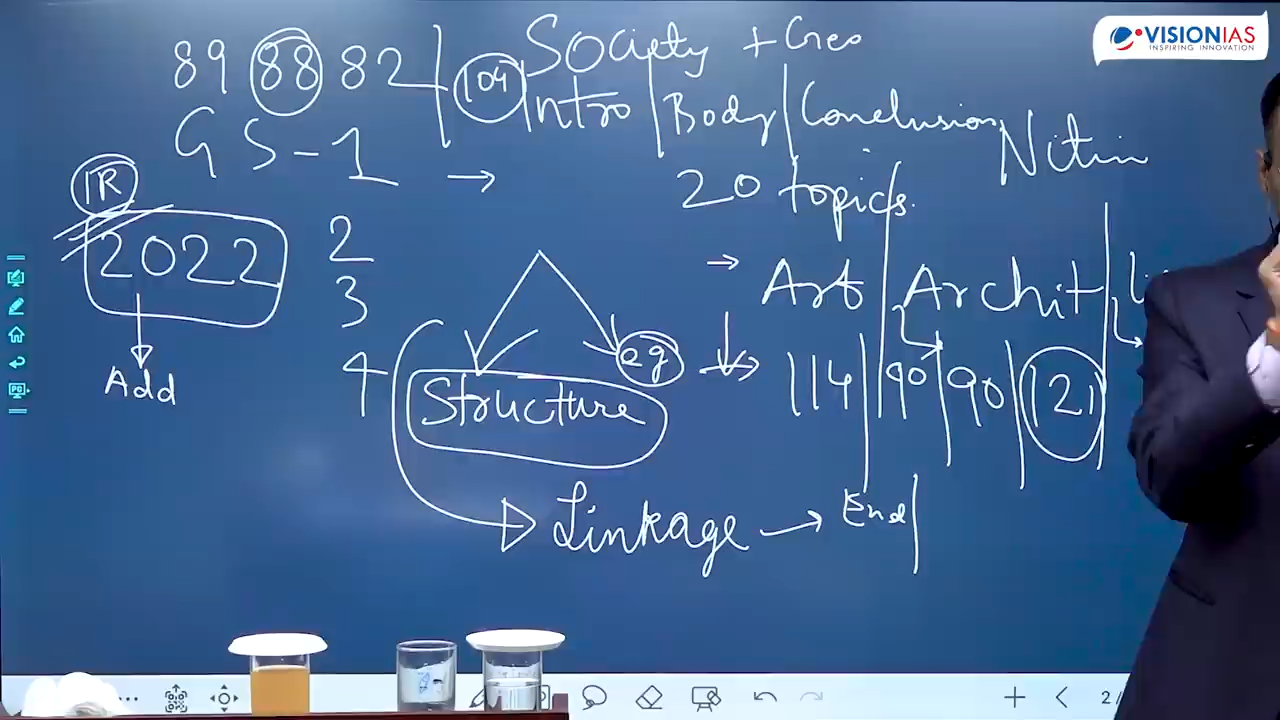 VISIONIAS
INSPIRING INNOVATION
89 88 82 104 Society + Geo
Intro | Body | Conclusion
GS-1 → 20 topics. Nitin
IR
2022
2
3
4
Add
Structure
eg
→ Art | Archit
114 | 90 | 90 | 121
Linkage → End
2/